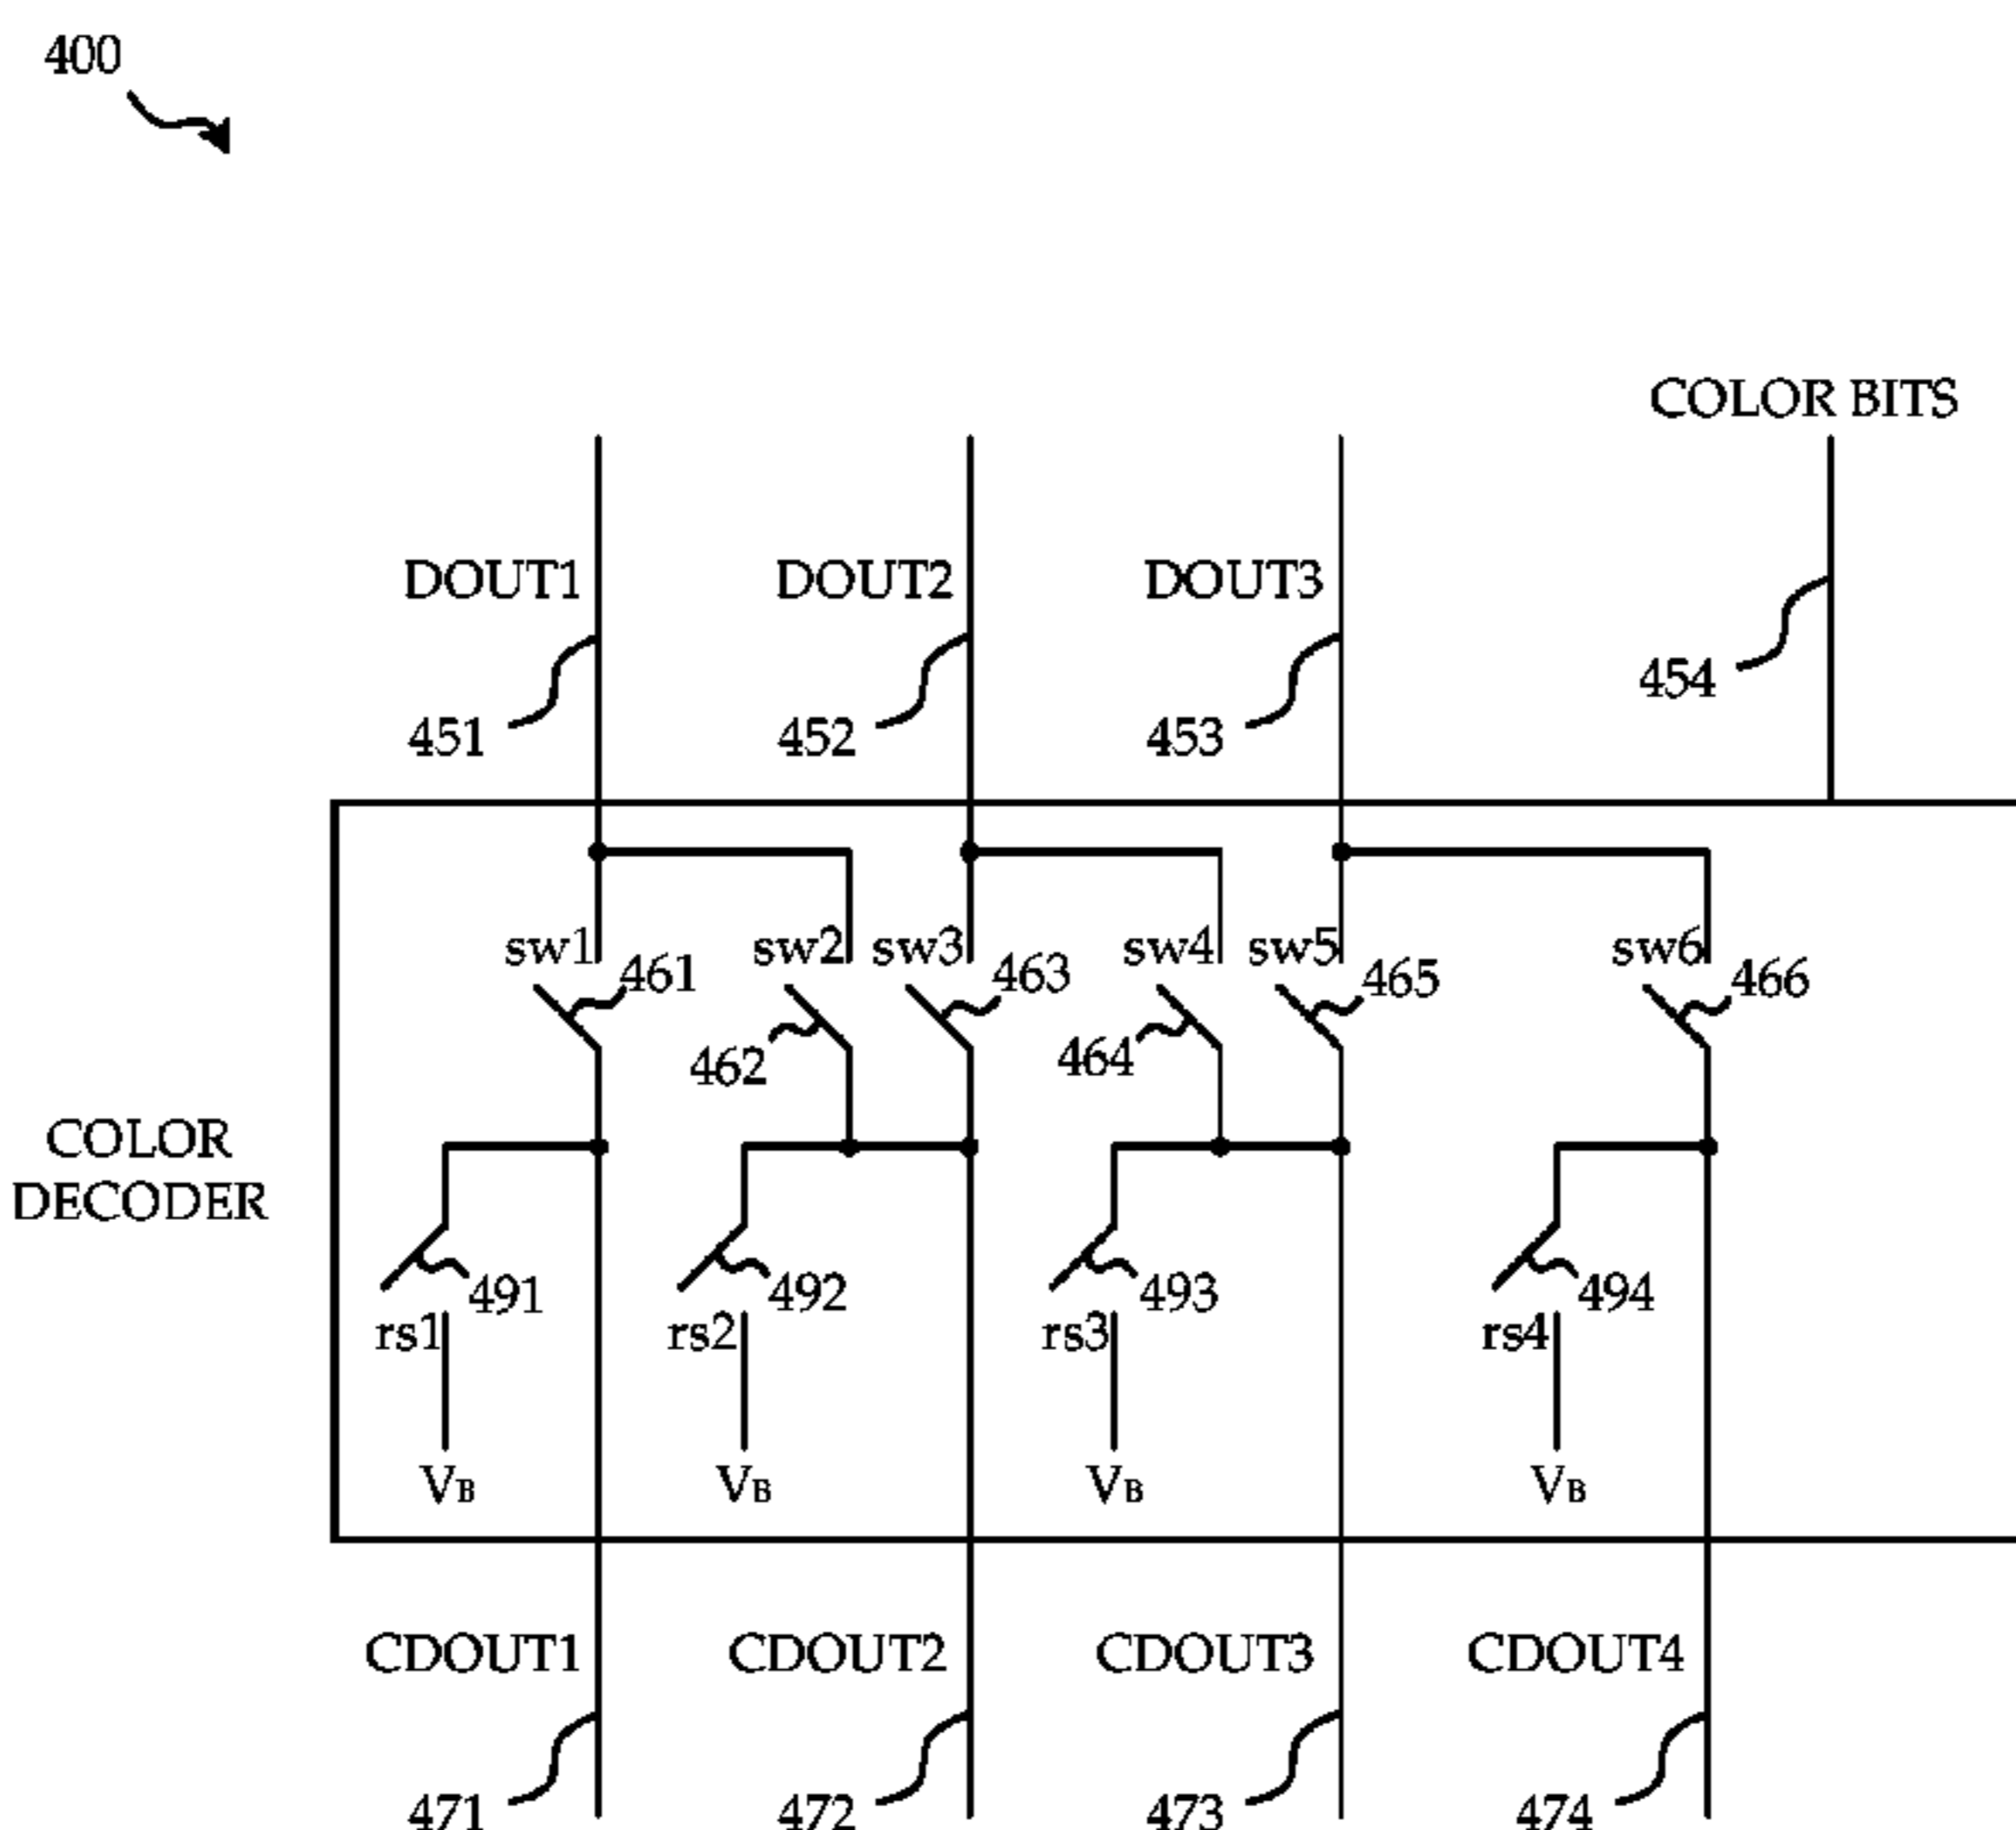 400
COLOR BITS
DOUT1 DOUT2 DOUT3
454
451 452 453
sw1 sw2 sw3 sw4 sw5 sw6
461 463 465 466
462 464
COLOR
DECODER
491 492 493 494
rs1 rs2 rs3 rs4
VB VB VB VB
CDOUT1 CDOUT2 CDOUT3 CDOUT4
471 472 473 474